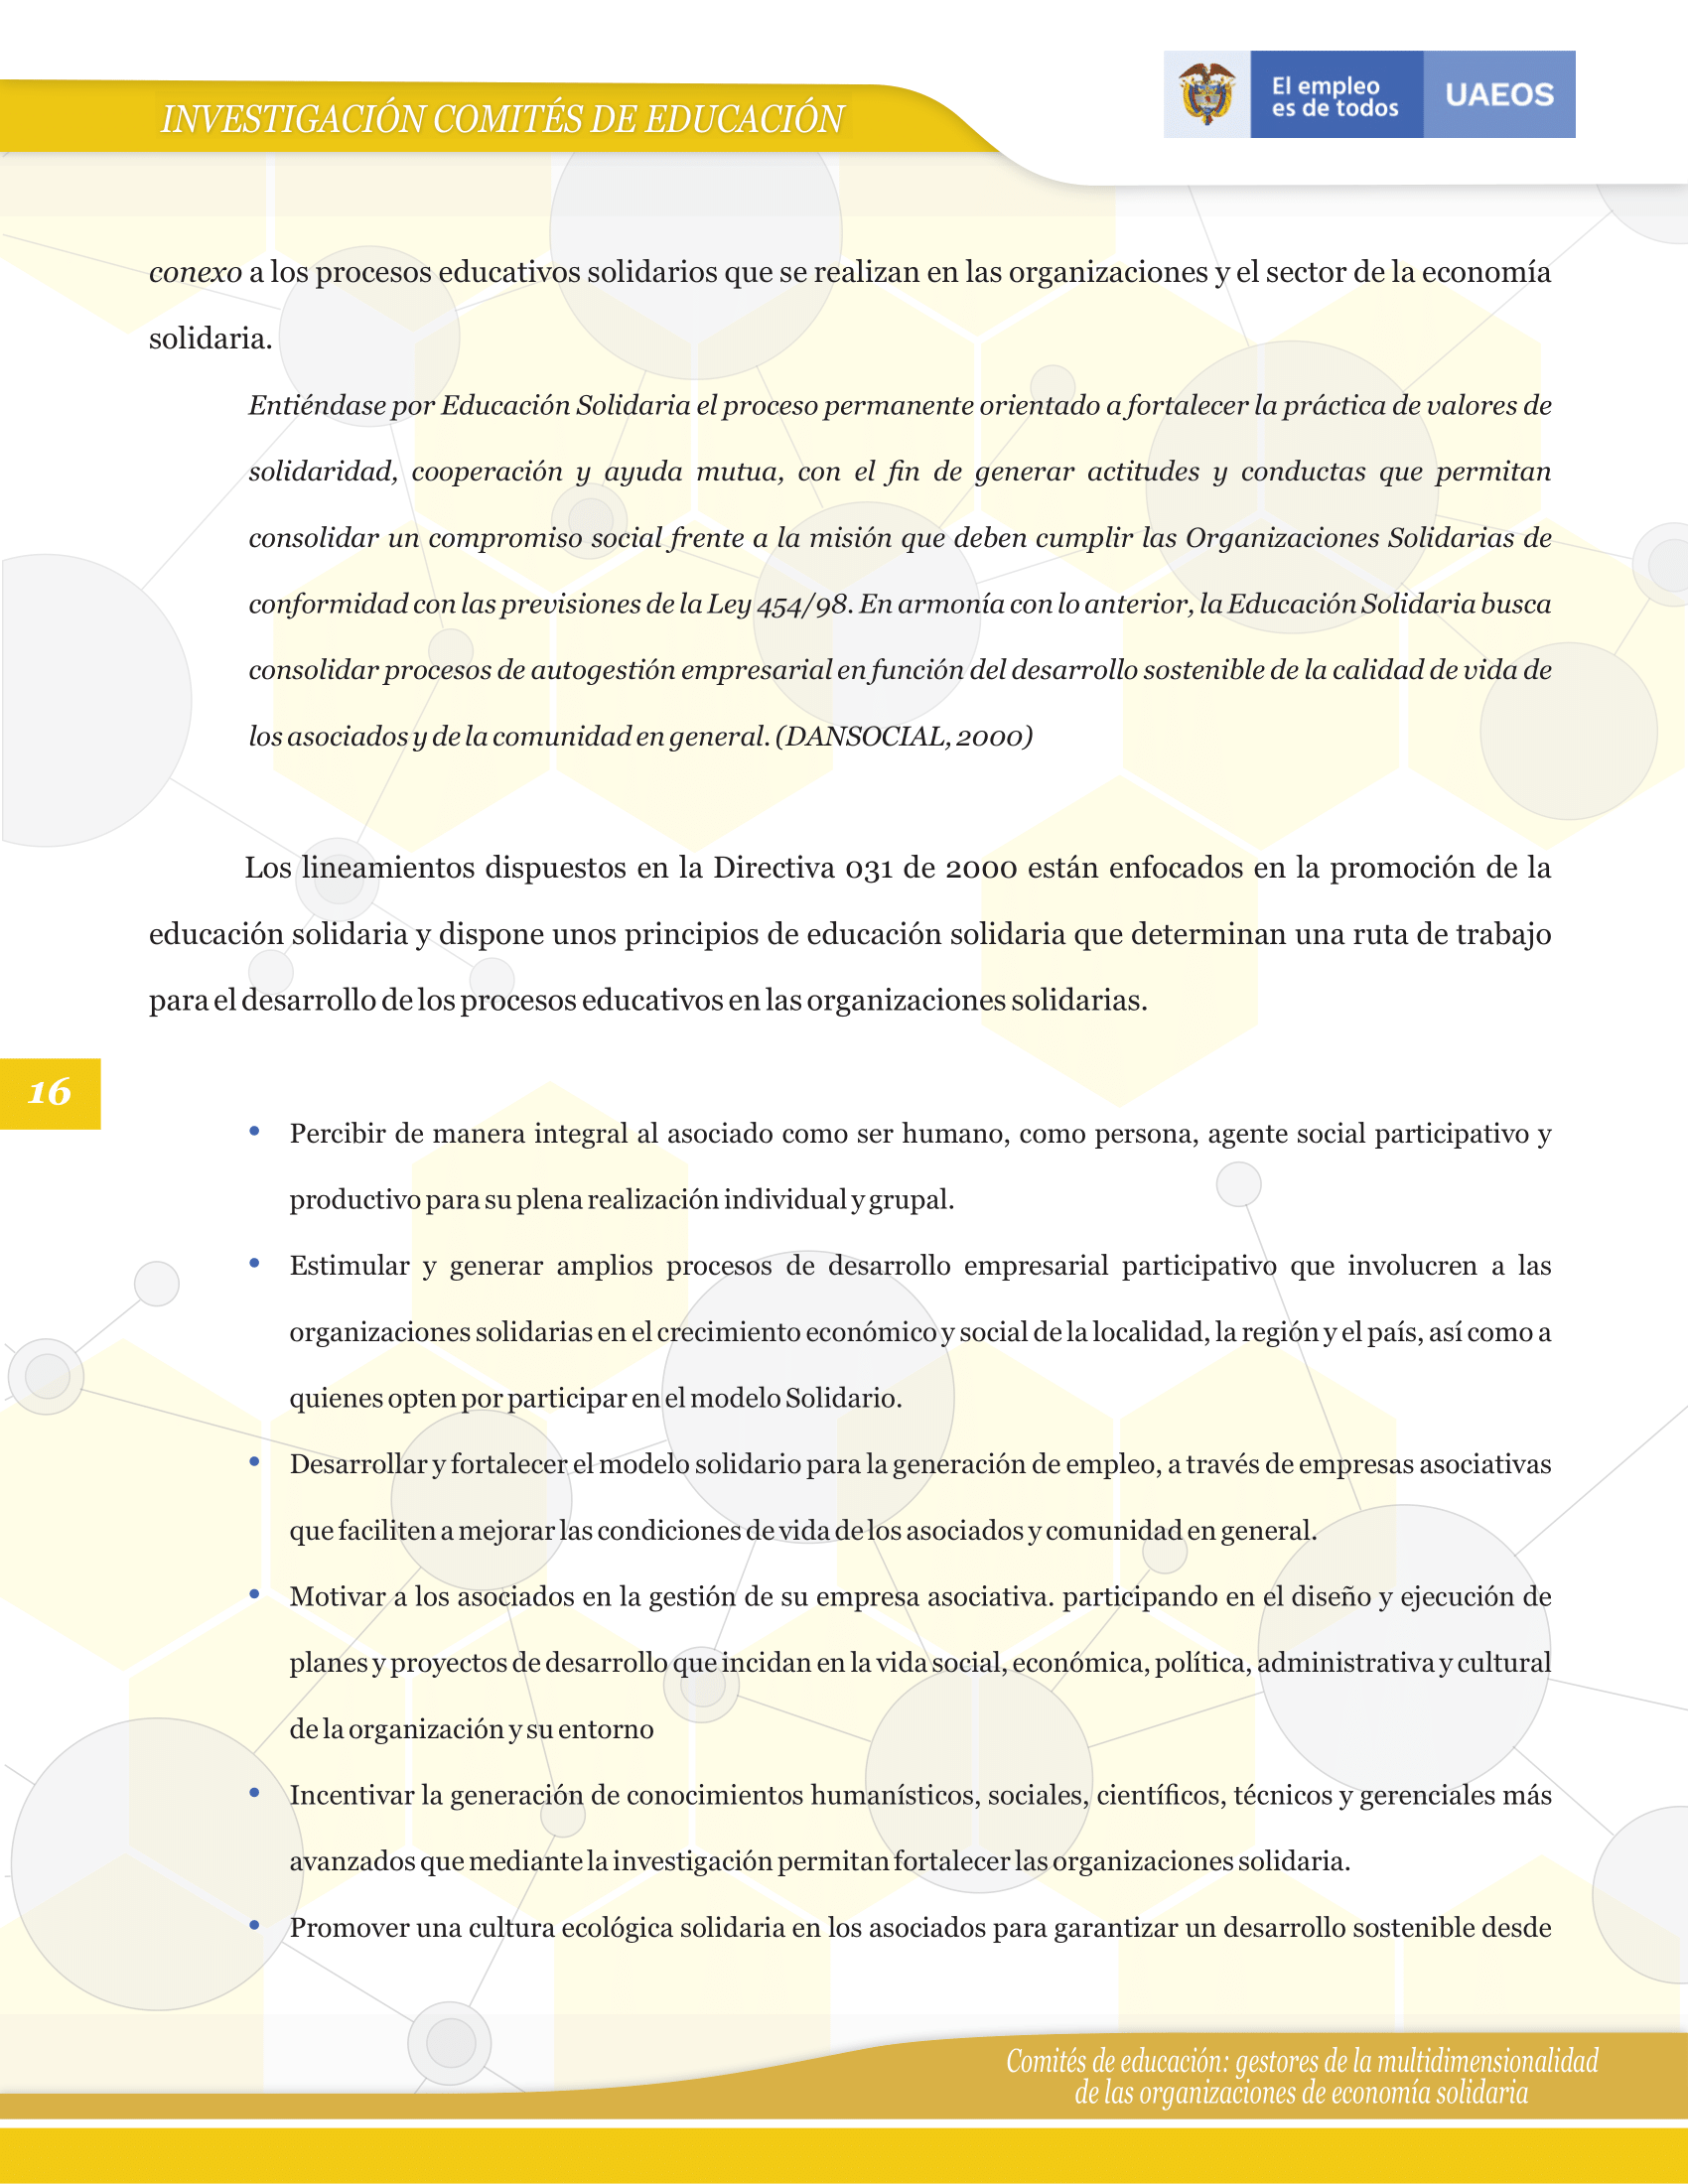 INVESTIGACIÓN COMITÉS DE EDUCACIÓN
El empleo
es de todos
UAEOS
conexo a los procesos educativos solidarios que se realizan en las organizaciones y el sector de la economía
solidaria.
Entiéndase por Educación Solidaria el proceso permanente orientado a fortalecer la práctica de valores de
solidaridad, cooperación y ayuda mutua, con el fin de generar actitudes y conductas que permitan
consolidar un compromiso social frente a la misión que deben cumplir las Organizaciones Solidarias de
conformidad con las previsiones de la Ley 454/98. En armonía con lo anterior, la Educación Solidaria busca
consolidar procesos de autogestión empresarial en función del desarrollo sostenible de la calidad de vida de
los asociados y de la comunidad en general. (DANSOCIAL, 2000)
Los lineamientos dispuestos en la Directiva 031 de 2000 están enfocados en la promoción de la
educación solidaria y dispone unos principios de educación solidaria que determinan una ruta de trabajo
para el desarrollo de los procesos educativos en las organizaciones solidarias.
16
• Percibir de manera integral al asociado como ser humano, como persona, agente social participativo y
productivo para su plena realización individual y grupal.
• Estimular y generar amplios procesos de desarrollo empresarial participativo que involucren a las
organizaciones solidarias en el crecimiento económico y social de la localidad, la región y el país, así como a
quienes opten por participar en el modelo Solidario.
• Desarrollar y fortalecer el modelo solidario para la generación de empleo, a través de empresas asociativas
que faciliten a mejorar las condiciones de vida de los asociados y comunidad en general.
• Motivar a los asociados en la gestión de su empresa asociativa. participando en el diseño y ejecución de
planes y proyectos de desarrollo que incidan en la vida social, económica, política, administrativa y cultural
de la organización y su entorno
• Incentivar la generación de conocimientos humanísticos, sociales, científicos, técnicos y gerenciales más
avanzados que mediante la investigación permitan fortalecer las organizaciones solidaria.
• Promover una cultura ecológica solidaria en los asociados para garantizar un desarrollo sostenible desde
Comités de educación: gestores de la multidimensionalidad
de las organizaciones de economía solidaria